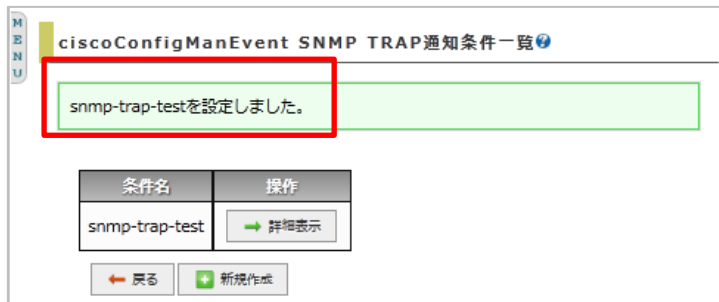 MENU
ciscoConfigManEvent SNMP TRAP通知条件一覧?
snmp-trap-testを設定しました。
条件名 操作
snmp-trap-test 詳細表示
戻る 新規作成